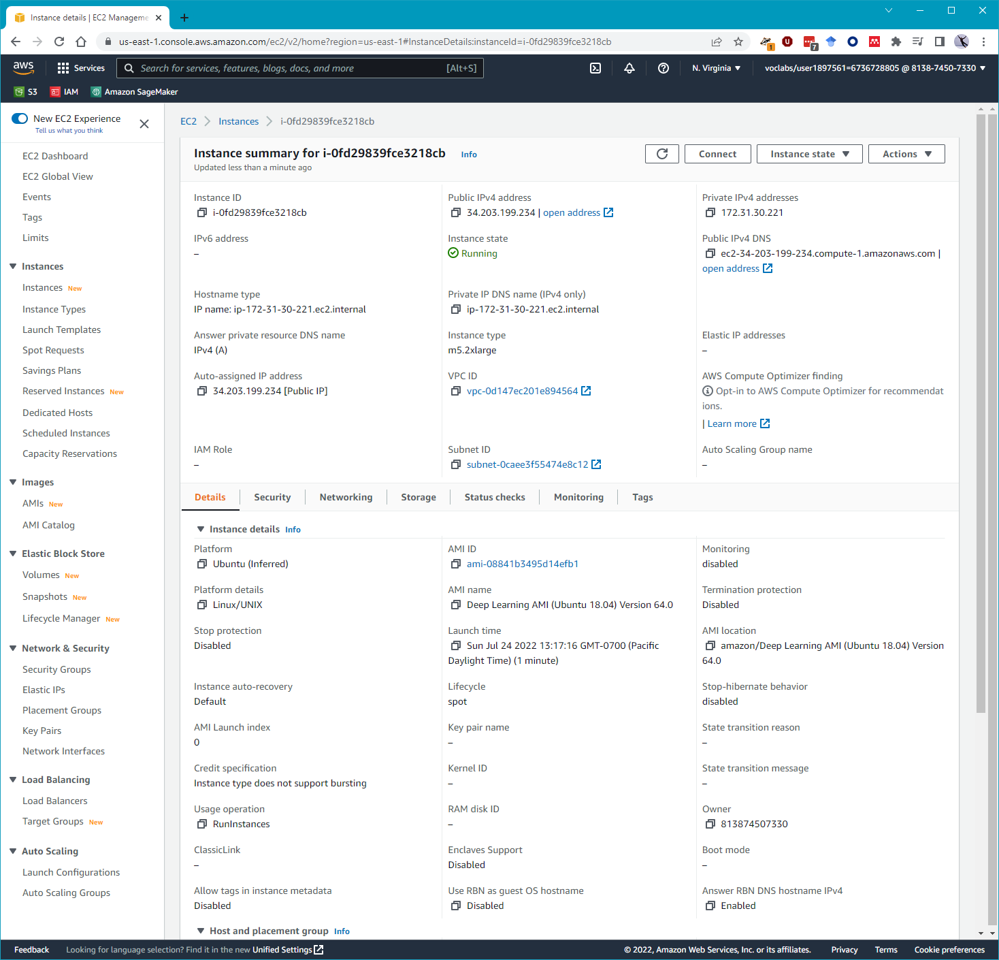 Instance details | EC2 Manageme
us-east-1.console.aws.amazon.com/ec2/v2/home?region=us-east-1#InstanceDetails:instanceId=i-0fd29839fce3218cb
1
7
aws
Services
Search for services, features, blogs, docs, and more [Alt+S]
N. Virginia
voclabs/user1897561=6736728805 @ 8138-7450-7330
S3
IAM
Amazon SageMaker
New EC2 Experience
Tell us what you think
EC2 Dashboard
EC2 Global View
Events
Tags
Limits
Instances
Instances New
Instance Types
Launch Templates
Spot Requests
Savings Plans
Reserved Instances New
Dedicated Hosts
Scheduled Instances
Capacity Reservations
Images
AMIs New
AMI Catalog
Elastic Block Store
Volumes New
Snapshots New
Lifecycle Manager New
Network & Security
Security Groups
Elastic IPs
Placement Groups
Key Pairs
Network Interfaces
Load Balancing
Load Balancers
Target Groups New
Auto Scaling
Launch Configurations
Auto Scaling Groups
EC2 Instances i-0fd29839fce3218cb
Instance summary for i-0fd29839fce3218cb Info
Updated less than a minute ago
Connect
Instance state
Actions
Instance ID
i-0fd29839fce3218cb
Public IPv4 address
34.203.199.234 | open address
Private IPv4 addresses
172.31.30.221
IPv6 address
–
Instance state
Running
Public IPv4 DNS
ec2-34-203-199-234.compute-1.amazonaws.com |
open address
Hostname type
IP name: ip-172-31-30-221.ec2.internal
Private IP DNS name (IPv4 only)
ip-172-31-30-221.ec2.internal
Answer private resource DNS name
IPv4 (A)
Instance type
m5.2xlarge
Elastic IP addresses
–
Auto-assigned IP address
34.203.199.234 [Public IP]
VPC ID
vpc-0d147ec201e894564
AWS Compute Optimizer finding
Opt-in to AWS Compute Optimizer for recommendat
ions.
| Learn more
IAM Role
–
Subnet ID
subnet-0caee3f55474e8c12
Auto Scaling Group name
–
Details
Security
Networking
Storage
Status checks
Monitoring
Tags
Instance details Info
Platform
Ubuntu (Inferred)
AMI ID
ami-08841b3495d14efb1
Monitoring
disabled
Platform details
Linux/UNIX
AMI name
Deep Learning AMI (Ubuntu 18.04) Version 64.0
Termination protection
Disabled
Stop protection
Disabled
Launch time
Sun Jul 24 2022 13:17:16 GMT-0700 (Pacific
Daylight Time) (1 minute)
AMI location
amazon/Deep Learning AMI (Ubuntu 18.04) Version
64.0
Instance auto-recovery
Default
Lifecycle
spot
Stop-hibernate behavior
disabled
AMI Launch index
0
Key pair name
–
State transition reason
–
Credit specification
Instance type does not support bursting
Kernel ID
–
State transition message
–
Usage operation
RunInstances
RAM disk ID
–
Owner
813874507330
ClassicLink
–
Enclaves Support
Disabled
Boot mode
–
Allow tags in instance metadata
Disabled
Use RBN as guest OS hostname
Disabled
Answer RBN DNS hostname IPv4
Enabled
Host and placement group Info
Feedback
Looking for language selection? Find it in the new Unified Settings
© 2022, Amazon Web Services, Inc. or its affiliates.
Privacy
Terms
Cookie preferences